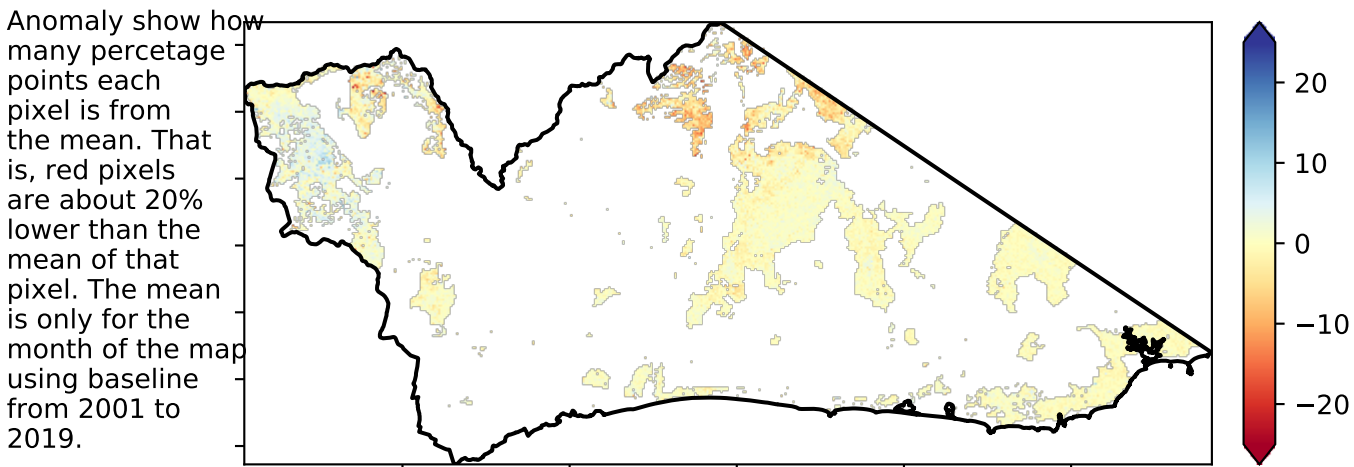 Anomaly show how
many percetage
points each
pixel is from
the mean. That
is, red pixels
are about 20%
lower than the
mean of that
pixel. The mean
is only for the
month of the map
using baseline
from 2001 to
2019.
20
10
0
−10
−20